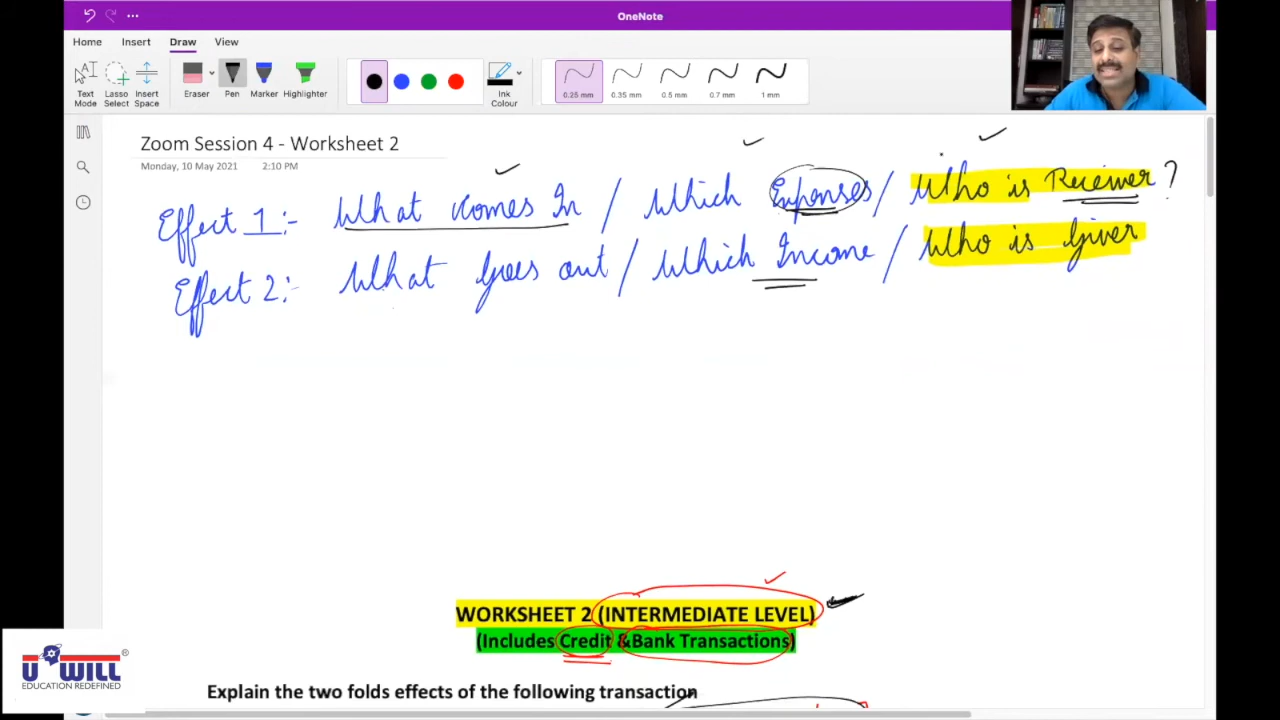 OneNote
Home Insert Draw View
Text Mode
Lasso Select
Insert Space
Eraser
Pen
Marker
Highlighter
Ink Colour
0.25 mm 0.35 mm 0.5 mm 0.7 mm 1 mm
Zoom Session 4 - Worksheet 2
Monday, 10 May 2021 2:10 PM
Effect 1:- What Comes In / Which Expenses / Who is Receiver ?
Effect 2:- What Goes out / Which Income / Who is Giver
WORKSHEET 2 (INTERMEDIATE LEVEL)
(Includes Credit &Bank Transactions)
Explain the two folds effects of the following transaction
U WILL ®
EDUCATION REDEFINED